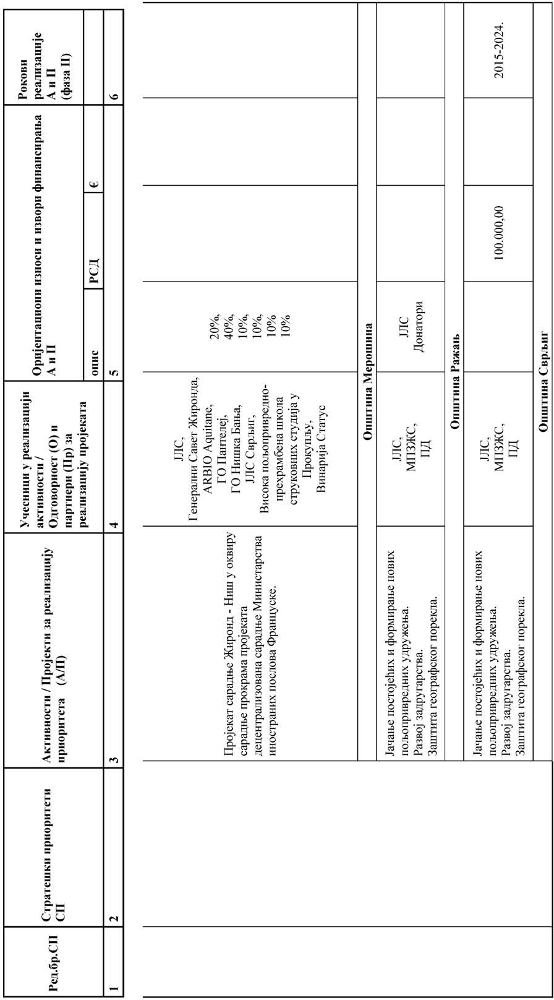 Ред.бр.СП
Стратешки приоритети
СП
Активности / Пројекти за реализацију
приоритета (А/П)
Учесници у реализацији
активности /
Одговорност (О) и
партнери (Пр) за
реализацију пројеката
Оријентациони износи и извори финансирања
А и П
опис
РСД
€
Рокови
реализације
А и П
(фаза II)
1
2
3
4
5
6
Пројекат сарадње Жиронд - Ниш у оквиру
сарадње прокрама пројеката
децентрализована сарадње Министарства
иностраних послова Француске.
ЈЛС,
Генерални Савет Жиронда,
ARBIO Aquitane,
ГО Пантелеј,
ГО Нишка Бања,
ЈЛС Сврљиг,
Висока пољопривредно-
прехрамбена школа
струковних студија у
Прокупљу,
Винарија Статус
20%,
40%,
10%,
10%,
10%
10%
Општина Мерошина
Јачање постојећих и формирање нових
пољопривредних удружења.
Развој задругарства.
Заштита географског порекла.
ЈЛС,
МПЗЖС,
ПД
ЈЛС
Донатори
Општина Ражањ
Јачање постојећих и формирање нових
пољопривредних удружења.
Развој задругарства.
Заштита географског порекла.
ЈЛС,
МПЗЖС,
ПД
100.000,00
2015-2024.
Општина Сврљиг